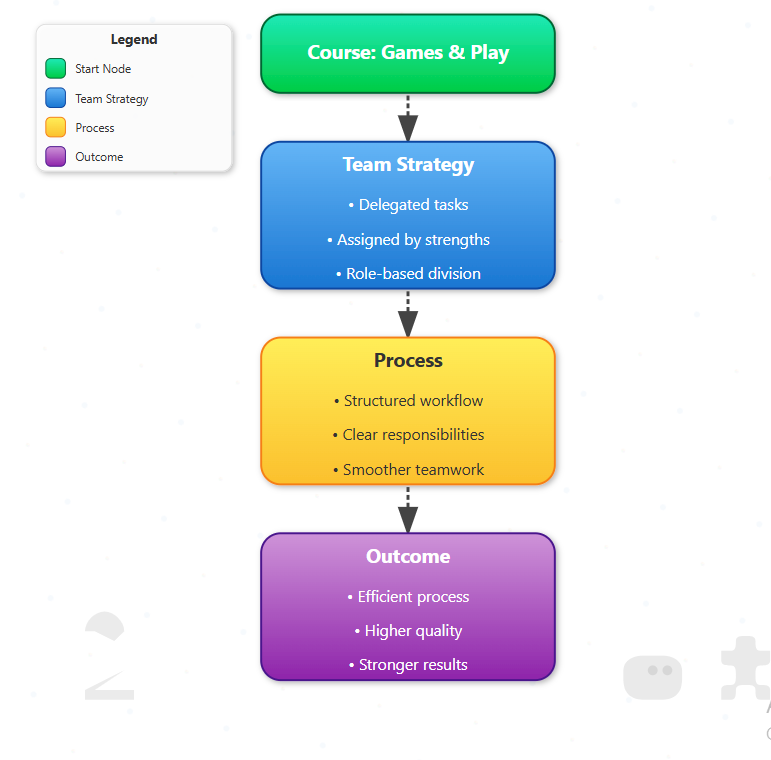 Legend
Start Node
Team Strategy
Process
Outcome
Course: Games & Play
Team Strategy
• Delegated tasks
• Assigned by strengths
• Role-based division
Process
• Structured workflow
• Clear responsibilities
• Smoother teamwork
Outcome
• Efficient process
• Higher quality
• Stronger results